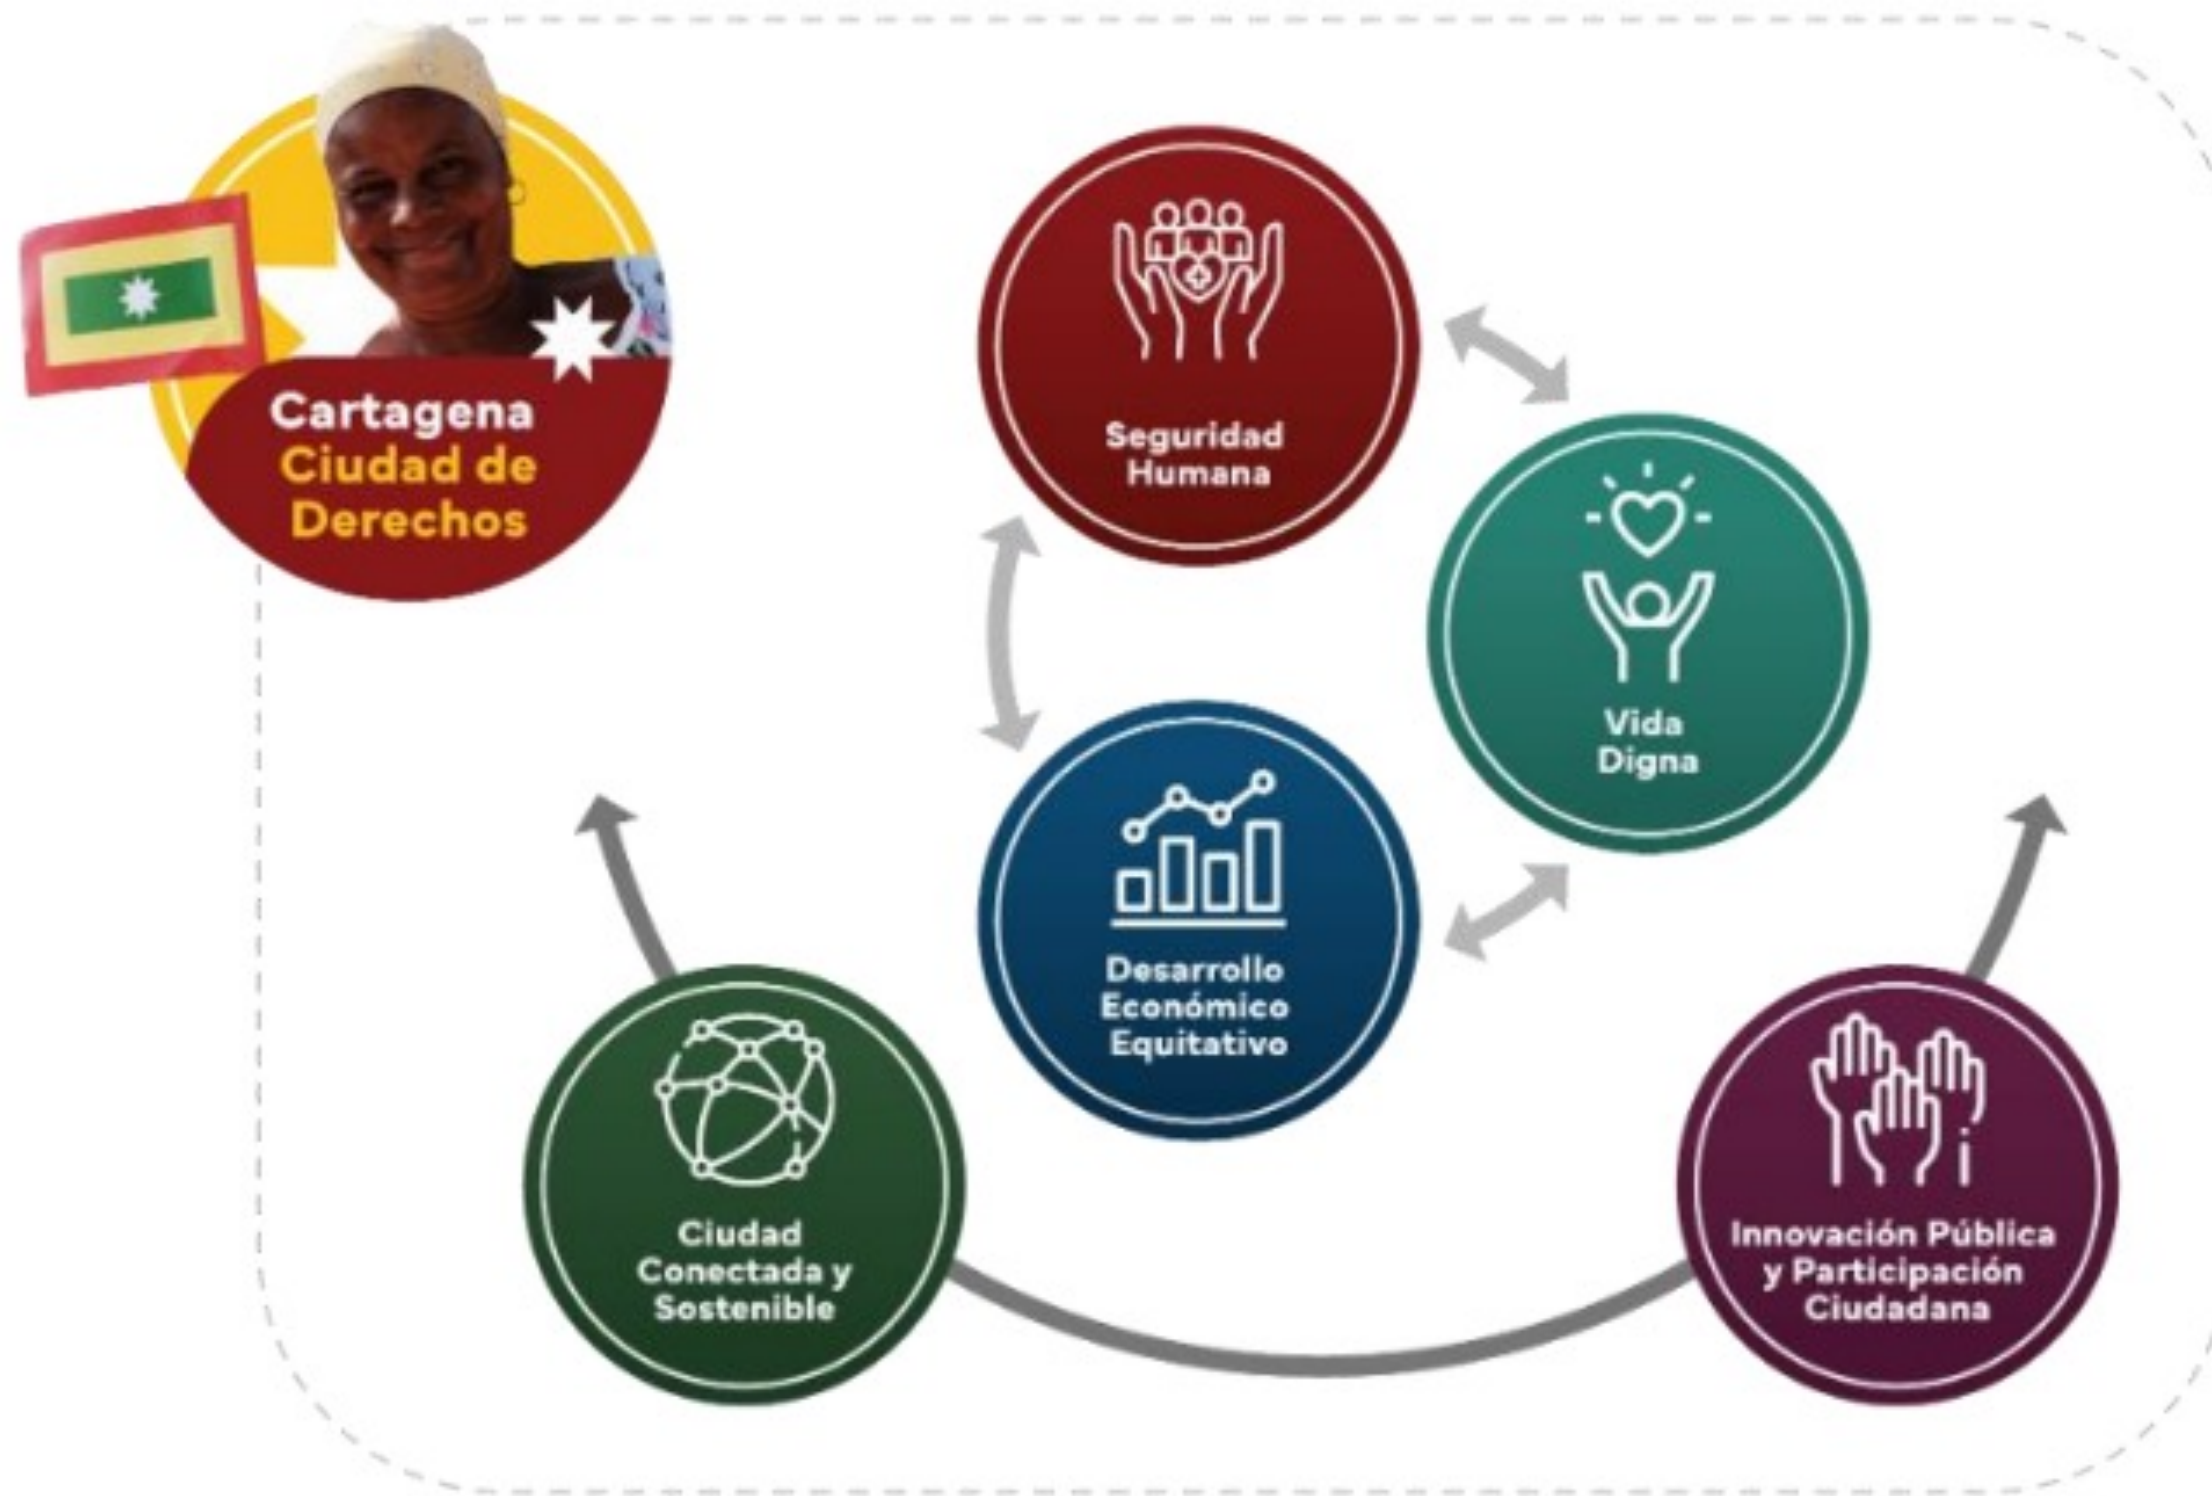 Cartagena
Ciudad de
Derechos
Seguridad
Humana
Vida
Digna
Desarrollo
Económico
Equitativo
Ciudad
Conectada y
Sostenible
Innovación Pública
y Participación
Ciudadana